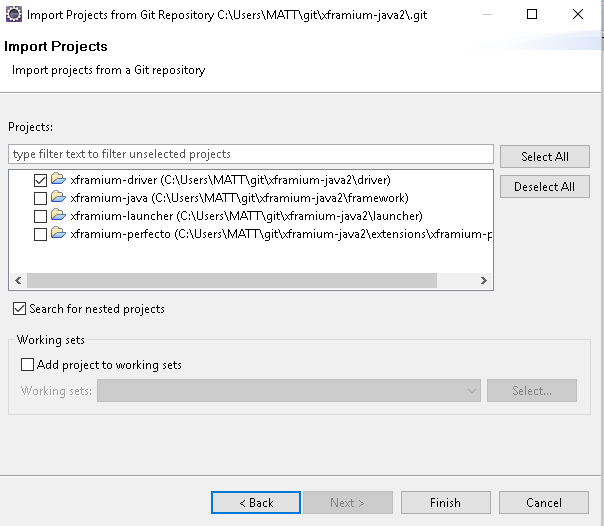 Import Projects from Git Repository C:\Users\MATT\git\xframium-java2\.git
Import Projects
Import projects from a Git repository
Projects:
type filter text to filter unselected projects
Select All
xframium-driver (C:\Users\MATT\git\xframium-java2\driver)
Deselect All
xframium-java (C:\Users\MATT\git\xframium-java2\framework)
xframium-launcher (C:\Users\MATT\git\xframium-java2\launcher)
xframium-perfecto (C:\Users\MATT\git\xframium-java2\extensions\xframium-p
Search for nested projects
Working sets
Add project to working sets
Working sets:
Select...
< Back
Next >
Finish
Cancel